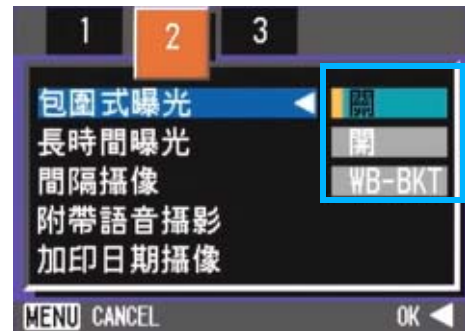 1 2 3
包圍式曝光 關
長時間曝光 開
間隔攝像 WB-BKT
附帶語音攝影
加印日期攝像
MENU CANCEL OK